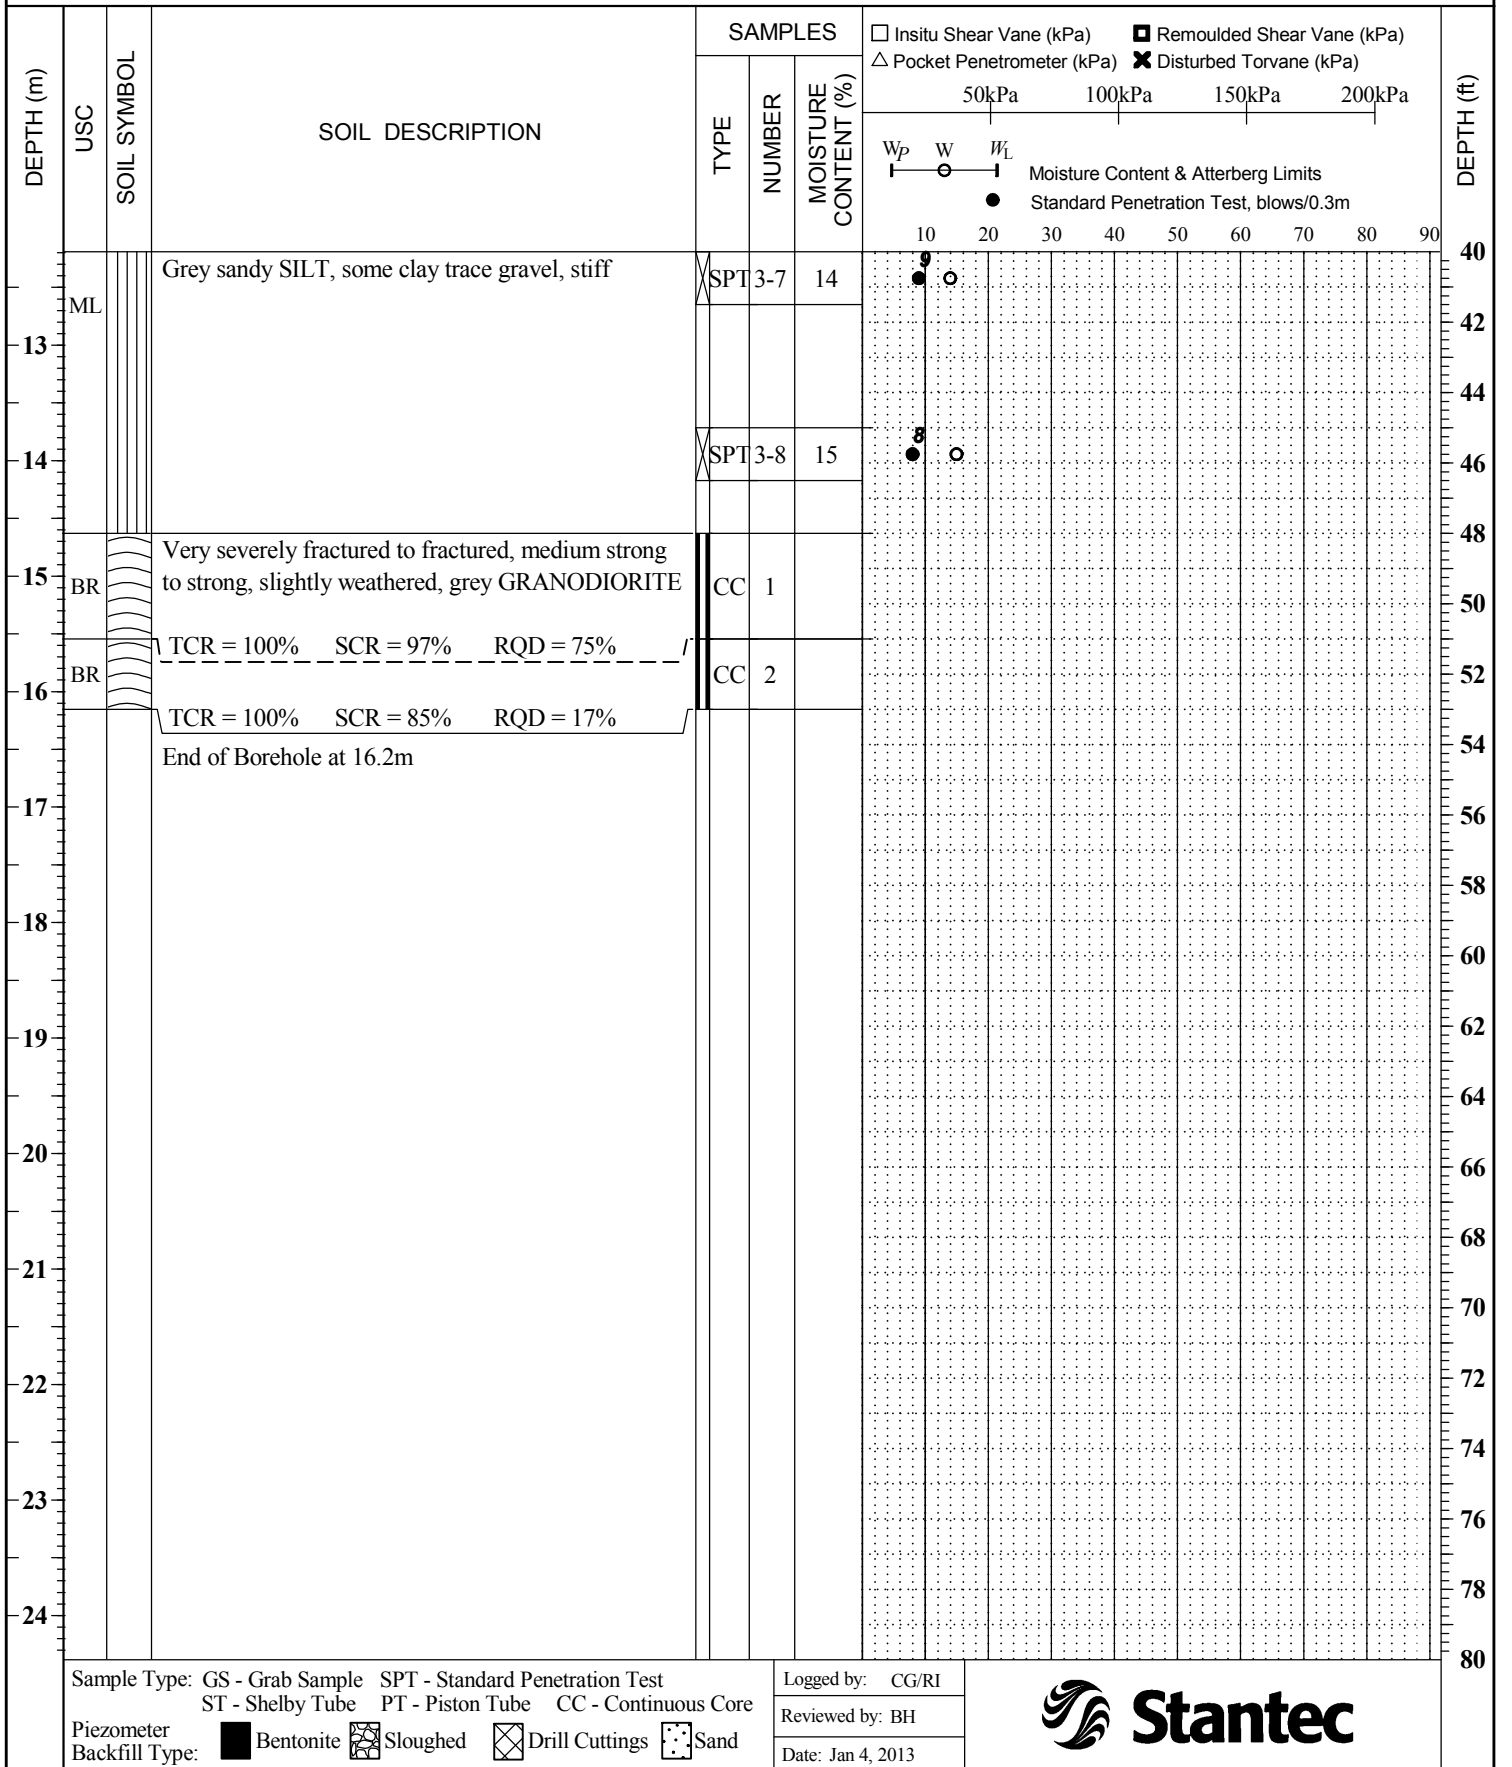 SAMPLES
DEPTH (m)
USC
SOIL SYMBOL
SOIL DESCRIPTION
TYPE
NUMBER
MOISTURE CONTENT (%)
Insitu Shear Vane (kPa) Remoulded Shear Vane (kPa)
Pocket Penetrometer (kPa) Disturbed Torvane (kPa)
50kPa 100kPa 150kPa 200kPa
WP W WL
Moisture Content & Atterberg Limits
Standard Penetration Test, blows/0.3m
10 20 30 40 50 60 70 80 90
DEPTH (ft)
Grey sandy SILT, some clay trace gravel, stiff
SPT 3-7 14
9
40
ML
42
13
44
SPT 3-8 15
8
14
46
48
Very severely fractured to fractured, medium strong
to strong, slightly weathered, grey GRANODIORITE
15
BR
CC 1
50
TCR = 100% SCR = 97% RQD = 75%
BR
CC 2
52
16
TCR = 100% SCR = 85% RQD = 17%
End of Borehole at 16.2m
54
17
56
58
18
60
19
62
64
20
66
68
21
70
22
72
74
23
76
78
24
80
Sample Type: GS - Grab Sample SPT - Standard Penetration Test
ST - Shelby Tube PT - Piston Tube CC - Continuous Core
Piezometer
Backfill Type: Bentonite Sloughed Drill Cuttings Sand
Logged by: CG/RI
Reviewed by: BH
Date: Jan 4, 2013
Stantec